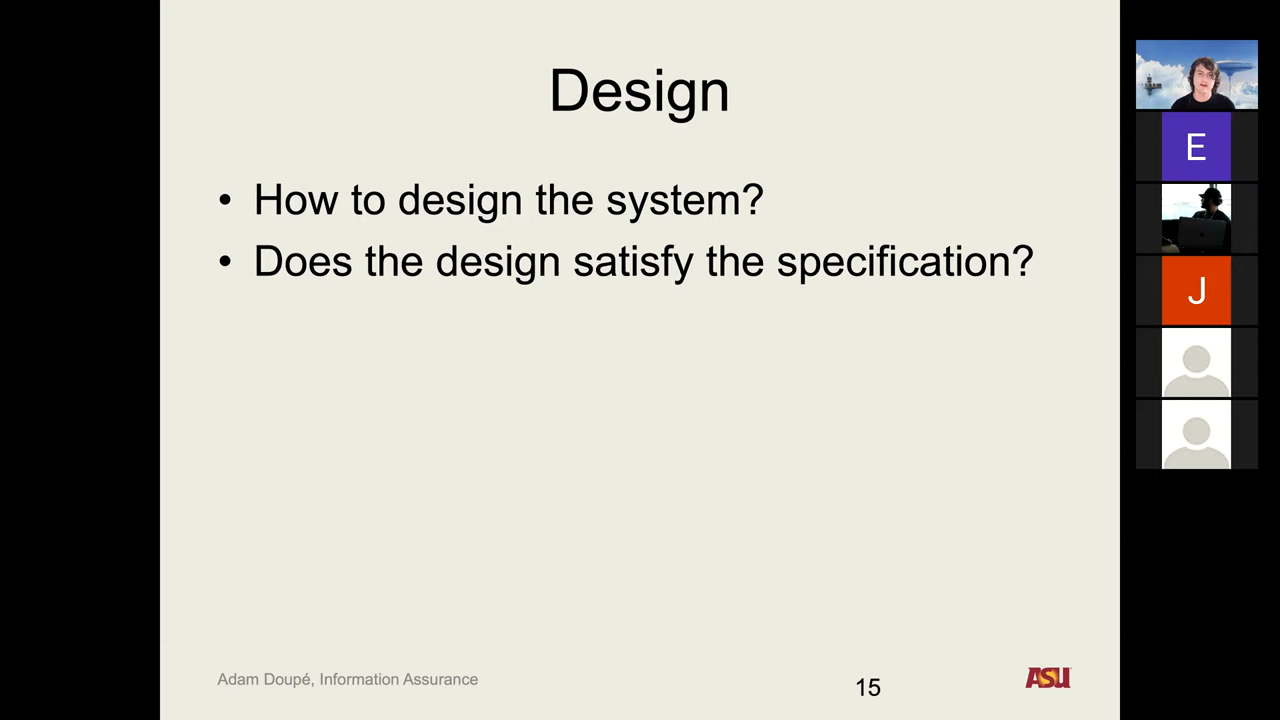 Design
• How to design the system?
• Does the design satisfy the specification?
Adam Doupé, Information Assurance
15
ASU
E
J